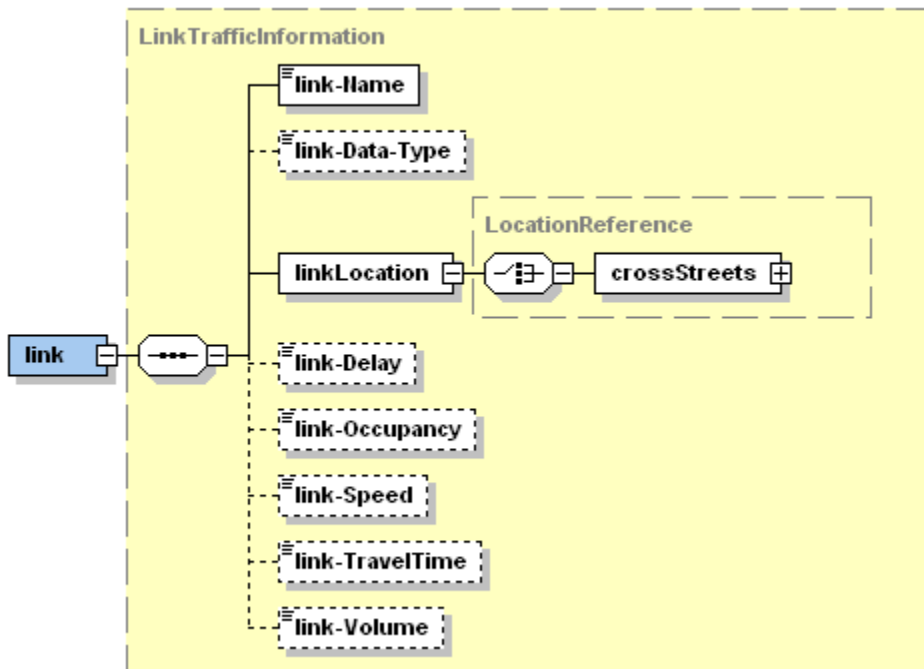 LinkTrafficInformation
link-Name
link-Data-Type
LocationReference
linkLocation
crossStreets
link
link-Delay
link-Occupancy
link-Speed
link-TravelTime
link-Volume